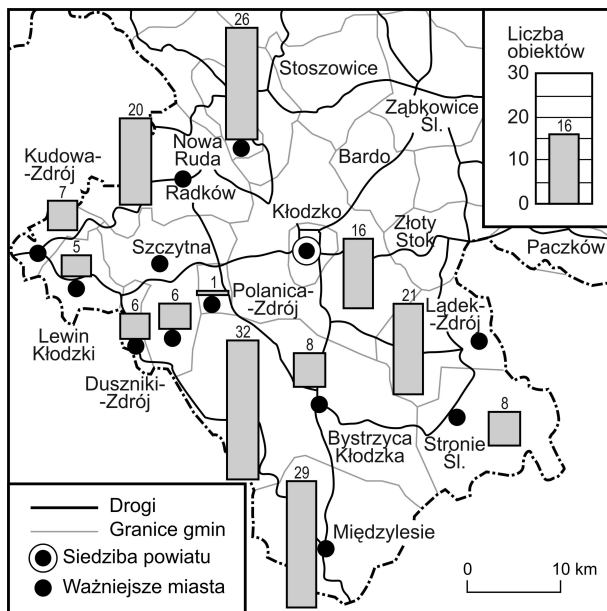 26
Stoszowice
Liczba
obiektów
30
20
16
10
0
20
Ząbkowice
Śl.
Nowa
Ruda
Bardo
Kudowa-
-Zdrój
7
Radków
Kłodzko
Złoty
Stok
Szczytna
16
Paczków
5
1
Polanica-
-Zdrój
21
Lądek-
-Zdrój
6
6
Lewin
Kłodzki
32
8
Duszniki-
-Zdrój
8
Bystrzyca
Kłodzka
Stronie
Śl.
29
Drogi
Granice gmin
Siedziba powiatu
Ważniejsze miasta
Międzylesie
0
10 km